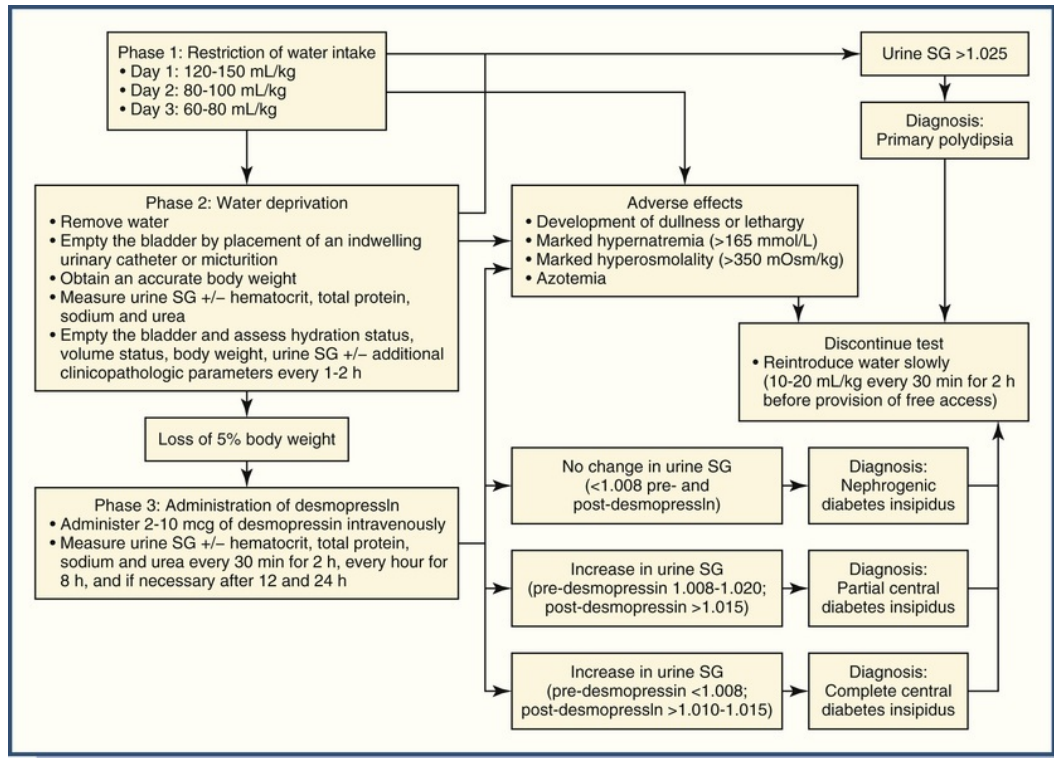 Phase 1: Restriction of water intake
• Day 1: 120-150 mL/kg
• Day 2: 80-100 mL/kg
• Day 3: 60-80 mL/kg
Urine SG >1.025
Diagnosis:
Primary polydipsia
Phase 2: Water deprivation
• Remove water
• Empty the bladder by placement of an indwelling
urinary catheter or micturition
• Obtain an accurate body weight
• Measure urine SG +/– hematocrit, total protein,
sodium and urea
• Empty the bladder and assess hydration status,
volume status, body weight, urine SG +/– additional
clinicopathologic parameters every 1-2 h
Adverse effects
• Development of dullness or lethargy
• Marked hypernatremia (>165 mmol/L)
• Marked hyperosmolality (>350 mOsm/kg)
• Azotemia
Discontinue test
• Reintroduce water slowly
(10-20 mL/kg every 30 min for 2 h
before provision of free access)
Loss of 5% body weight
Phase 3: Administration of desmopressln
• Administer 2-10 mcg of desmopressin intravenously
• Measure urine SG +/– hematocrit, total protein,
sodium and urea every 30 min for 2 h, every hour for
8 h, and if necessary after 12 and 24 h
No change in urine SG
(<1.008 pre- and
post-desmopressln)
Diagnosis:
Nephrogenic
diabetes insipidus
Increase in urine SG
(pre-desmopressin 1.008-1.020;
post-desmopressin >1.015)
Diagnosis:
Partial central
diabetes insipidus
Increase in urine SG
(pre-desmopressin <1.008;
post-desmopressln >1.010-1.015)
Diagnosis:
Complete central
diabetes insipidus